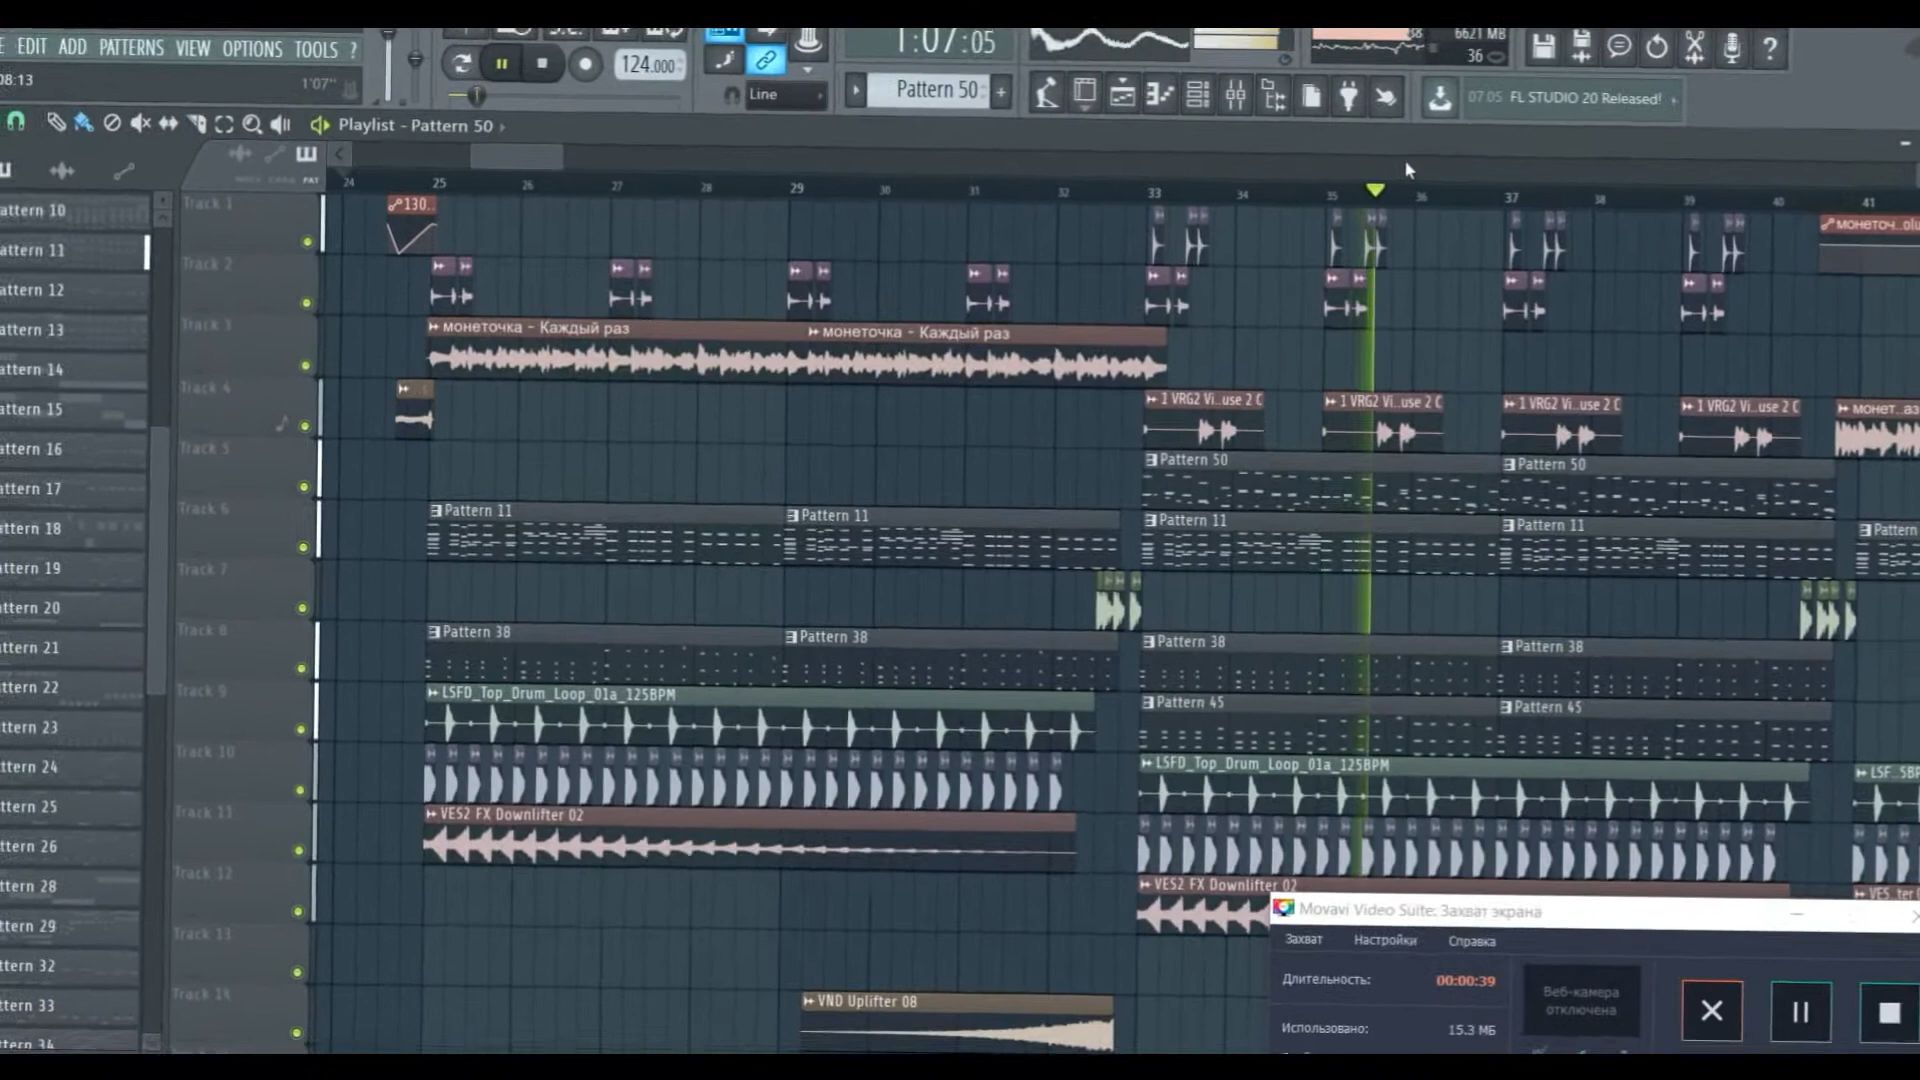 EDIT ADD PATTERNS VIEW OPTIONS TOOLS ?
08:13
1'07"
124.000
Line
1:07:05
Pattern 50
6621 MB
36
07.05 FL STUDIO 20 Released!
Playlist - Pattern 50
PAT
24 25 26 27 28 29 30 31 32 33 34 35 36 37 38 39 40 41
attern 10
attern 11
attern 12
attern 13
attern 14
attern 15
attern 16
attern 17
attern 18
attern 19
attern 20
attern 21
ttern 22
ttern 23
ttern 24
ttern 25
ttern 26
ttern 28
ttern 29
ttern 32
ttern 33
ttern 34
Track 1
130..
монеточ..olu
Track 2
Track 3
монеточка - Каждый раз
монеточка - Каждый раз
Track 4
1 VRG2 Vi..use 2 C
1 VRG2 Vi..use 2 C
1 VRG2 Vi..use 2 C
1 VRG2 Vi..use 2 C
монет..аз
Track 5
Pattern 50
Pattern 50
Track 6
Pattern 11
Pattern 11
Pattern 11
Pattern 11
Pattern
Track 7
Track 8
Pattern 38
Pattern 38
Pattern 38
Pattern 38
Track 9
LSFD_Top_Drum_Loop_01a_125BPM
Pattern 45
Pattern 45
Track 10
LSFD_Top_Drum_Loop_01a_125BPM
LSF..5BP
Track 11
VES2 FX Downlifter 02
Track 12
VES2 FX Downlifter 02
VES..ter
Track 13
Track 14
VND Uplifter 08
Movavi Video Suite: Захват экрана
Захват Настройки Справка
Длительность: 00:00:39
Использовано: 15.3 МБ
Веб-камера
отключена